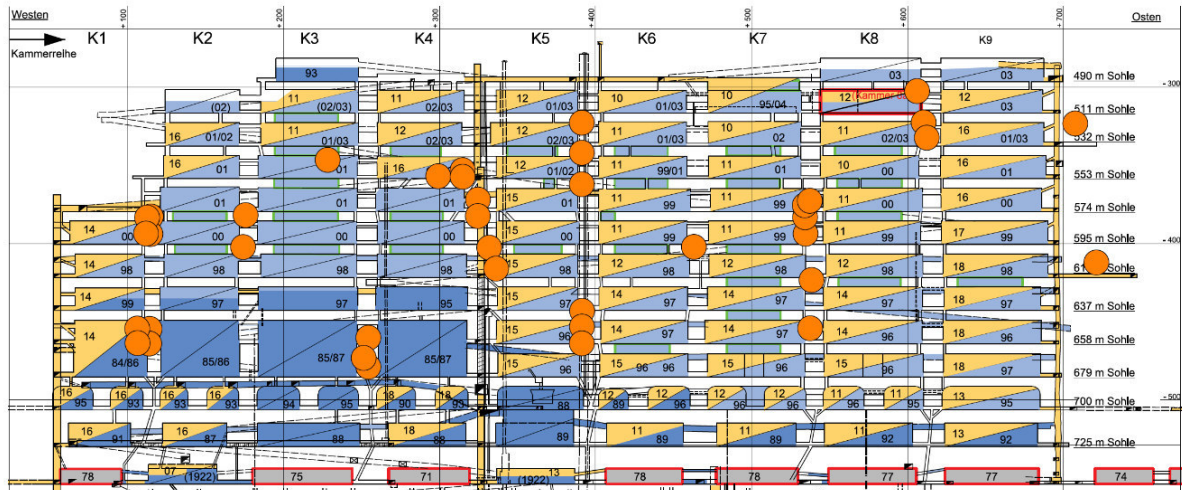 Westen + 100 + 200 + 300 + 400 + 500 + 600 + 700 Osten
K1 K2 K3 K4 K5 K6 K7 K8 K9
Kammerreihe
93 03 03 490 m Sohle
- 300
(02) 11 (02/03) 11 02/03 12 01/03 10 01/03 10 95/04 12 12 03 511 m Sohle
16 01/02 11 01/03 12 02/03 12 02/03 11 01/03 10 02 11 02/03 16 01/03 532 m Sohle
16 01 01 16 12 01/02 11 99/01 11 01 10 00 16 01 553 m Sohle
01 01 01 15 01 11 99 11 99 11 00 16 99 574 m Sohle
14 00 00 00 00 15 00 11 99 11 99 11 99 17 99 595 m Sohle
- 400
14 98 98 98 98 15 98 12 98 11 98 12 98 18 98
14 99 97 97 95 15 97 14 97 11 97 12 97 18 97 637 m Sohle
14 84/86 85/86 85/87 85/87 15 96 14 97 11 97 11 96 18 96 658 m Sohle
15 96 15 96 96 15 96 11 96 18 97 679 m Sohle
16 95 16 93 16 93 16 93 94 95 18 90 18 99 88 12 89 12 96 12 96 12 96 11 96 11 95 13 95 700 m Sohle
- 500
16 91 16 87 88 18 88 89 11 89 11 89 11 92 13 92 725 m Sohle
78 07 (1922) 75 71 13 (1922) 78 78 77 77 74